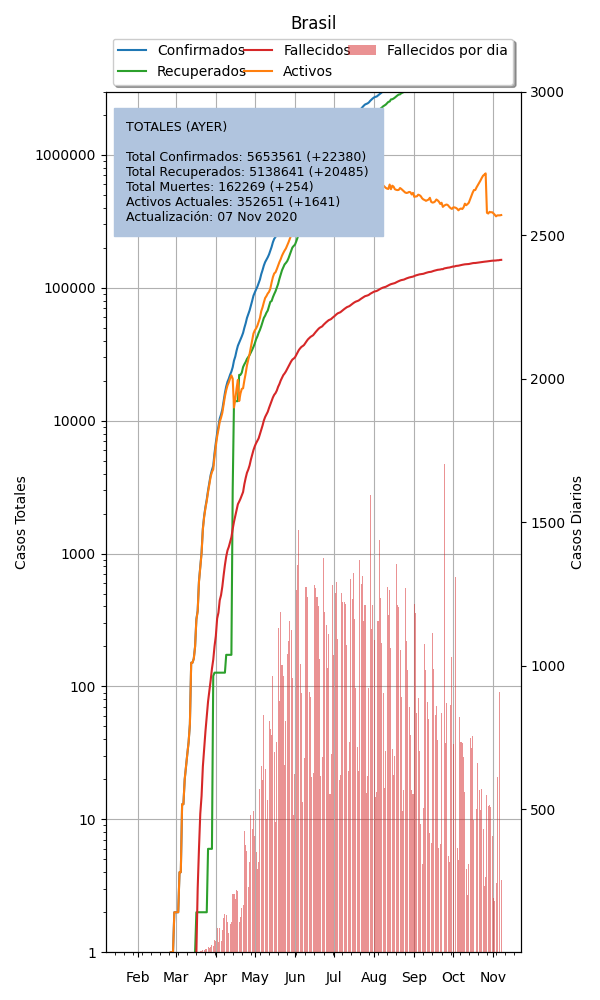 Brasil
Confirmados
Recuperados
Fallecidos
Activos
Fallecidos por dia
TOTALES (AYER)
Total Confirmados: 5653561 (+22380)
Total Recuperados: 5138641 (+20485)
Total Muertes: 162269 (+254)
Activos Actuales: 352651 (+1641)
Actualización: 07 Nov 2020
Casos Totales
1000000
100000
10000
1000
100
10
1
3000
2500
2000
1500
1000
500
Casos Diarios
Feb Mar Apr May Jun Jul Aug Sep Oct Nov